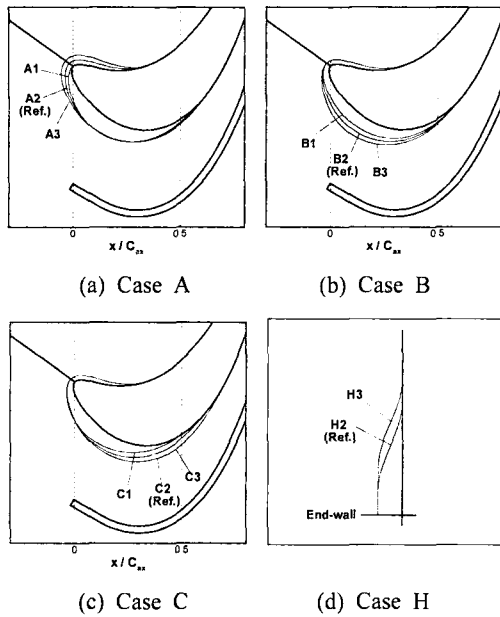 A1
A2
(Ref.)
A3
0
0 5
x / C_ax
(a) Case A
B1
B2
(Ref.)
B3
0
0 5
x / C_ax
(b) Case B
C1
C2
(Ref.)
C3
0
0 5
x / C_ax
(c) Case C
H3
H2
(Ref.)
End-wall
(d) Case H